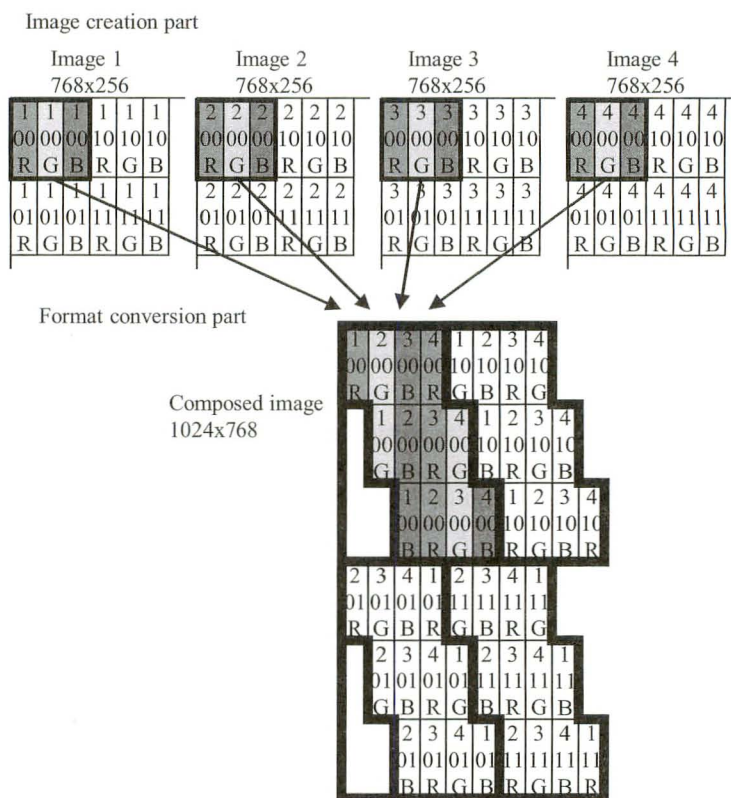 Image creation part
Image 1 Image 2 Image 3 Image 4
768x256 768x256 768x256 768x256
1 1 1 1 1 1 2 2 2 2 2 2 3 3 3 3 3 3 4 4 4 4 4 4
00 00 00 10 10 10 00 00 00 10 10 10 00 00 00 10 10 10 00 00 00 10 10 10
R G B R G B R G B R G B R G B R G B R G B R G B
1 1 1 1 1 1 2 2 2 2 2 2 3 3 3 3 3 3 4 4 4 4 4 4
01 01 01 11 11 11 01 01 01 11 11 11 01 01 01 11 11 11 01 01 01 11 11 11
R G B R G B R G B R G B R G B R G B R G B R G B
Format conversion part
1 2 3 4 1 2 3 4
00 00 00 00 10 10 10 10
R G B R G B R G
Composed image
1024x768
1 2 3 4 1 2 3 4
00 00 00 00 10 10 10 10
G B R G B R G B
1 2 3 4 1 2 3 4
00 00 00 00 10 10 10 10
B R G B R G B R
2 3 4 1 2 3 4 1
01 01 01 01 11 11 11 11
R G B R G B R G
2 3 4 1 2 3 4 1
01 01 01 01 11 11 11 11
G B R G B R G B
2 3 4 1 2 3 4 1
01 01 01 01 11 11 11 11
B R G B R G B R